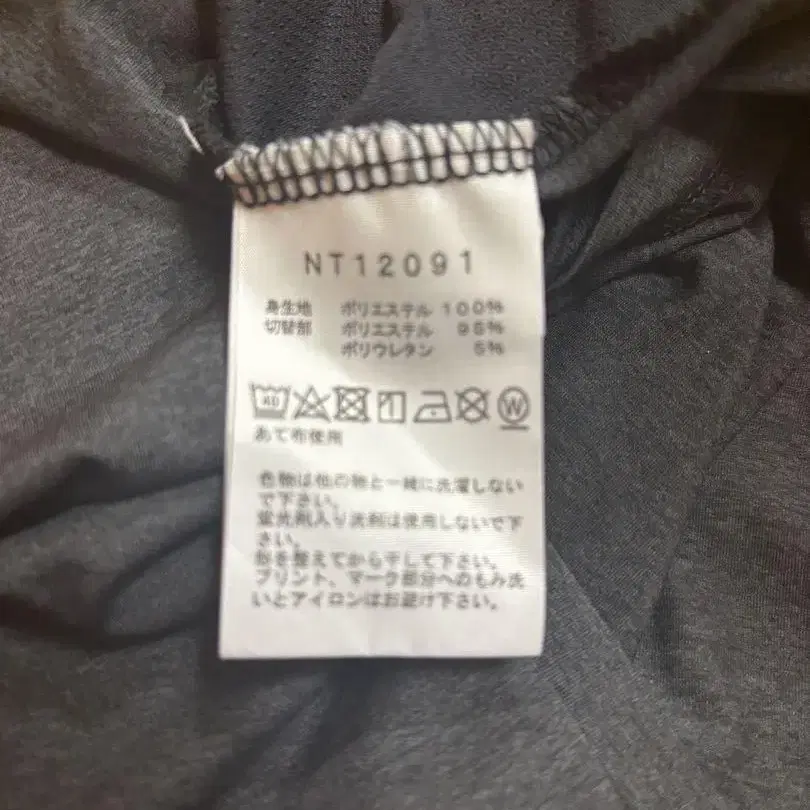 NT12091
身生地 ポリエステル 100%
切替部 ポリエステル 95%
ポリウレタン 5%
40 W
あて布使用
色物は他の物と一緒に洗濯しない
で下さい。
蛍光剤入り洗剤は使用しないで下
さい。
形を整えてから干して下さい。
プリント、マーク部分へのもみ洗
いとアイロンはお避け下さい。